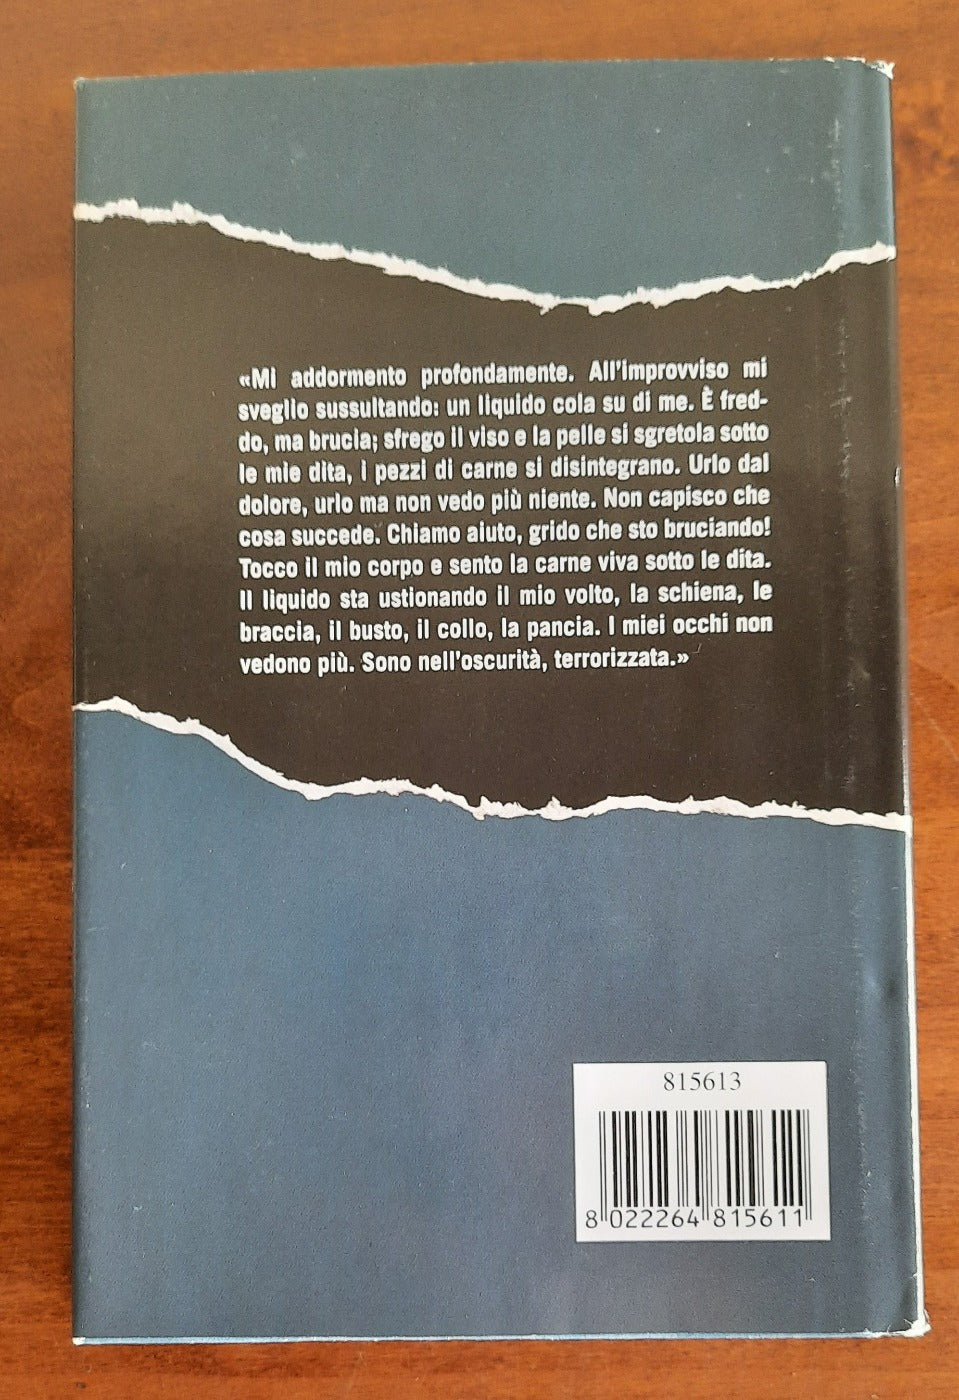 «Mi addormento profondamente. All'improvviso mi
sveglio sussultando: un liquido cola su di me. È fred-
do, ma brucia; sfrego il viso e la pelle si sgretola sotto
le mie dita, i pezzi di carne si disintegrano. Urlo dal
dolore, urlo ma non vedo più niente. Non capisco che
cosa succede. Chiamo aiuto, grido che sto bruciando!
Tocco il mio corpo e sento la carne viva sotto le dita.
Il liquido sta ustionando il mio volto, la schiena, le
braccia, il busto, il collo, la pancia. I miei occhi non
vedono più. Sono nell'oscurità, terrorizzata.»
815613
8 022264 815611